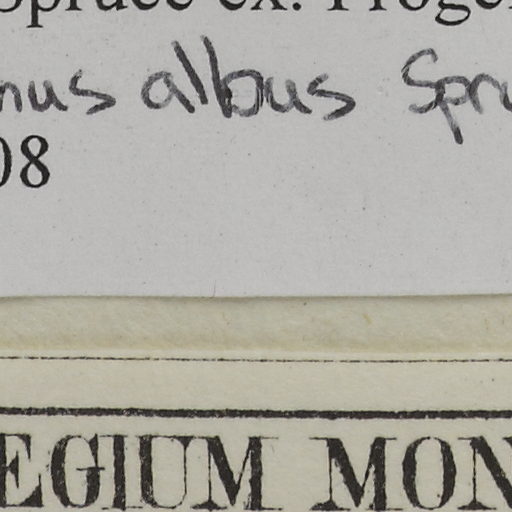 Spruce ex. Proge
nus albus Spru
08
EGIUM MON